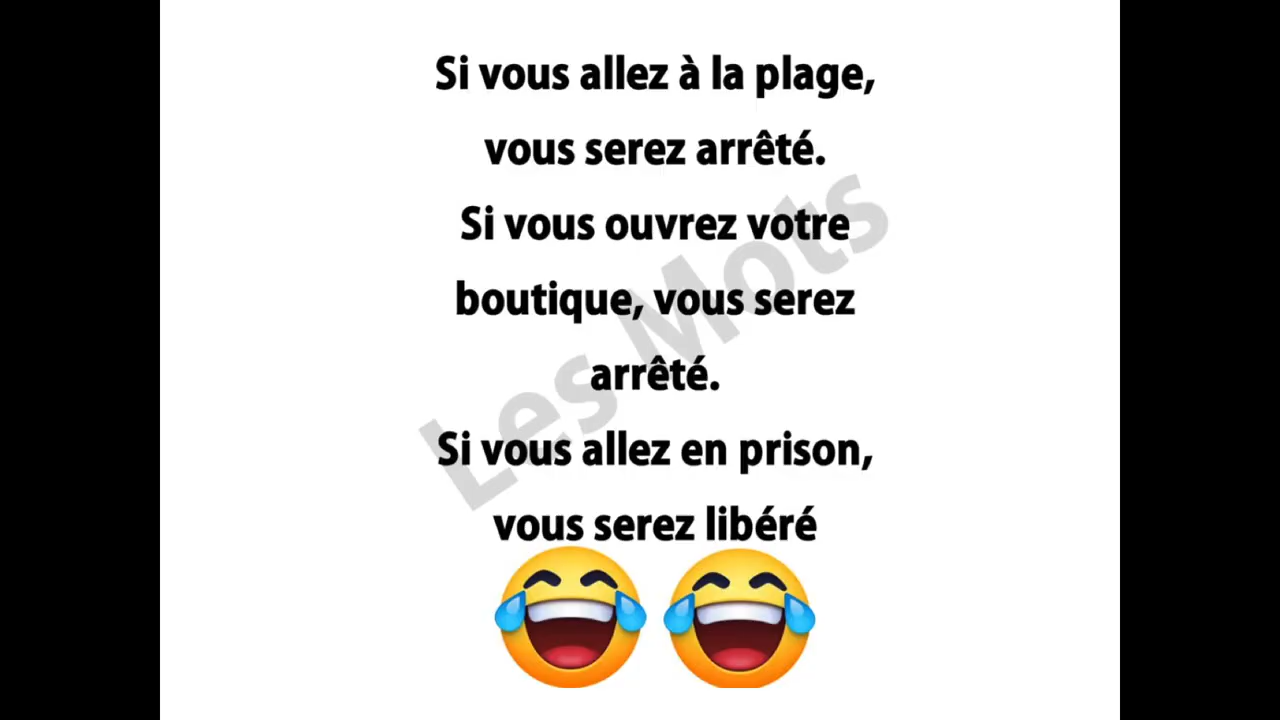 Si vous allez à la plage,
vous serez arrêté.
Si vous ouvrez votre
boutique, vous serez
arrêté.
Si vous allez en prison,
vous serez libéré
Les Mots